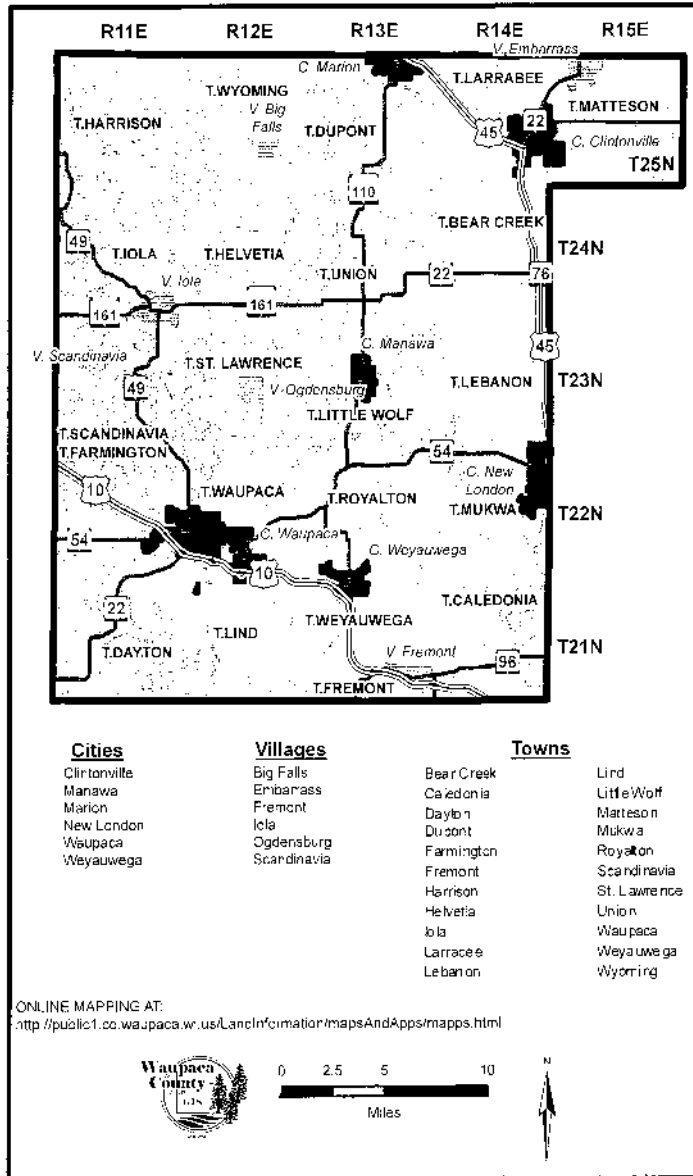 R11E R12E R13E R14E R15E
V. Embarrass
C. Marion
T.LARRABEE
T.WYOMING
V. Big
Falls
T.MATTESON
T.HARRISON
T.DUPONT
45
22
C. Clintonville
T25N
110
T.BEAR CREEK
49
T.IOLA
T.HELVETIA
T24N
T.UNION
22
76
V. Iola
161
161
C. Manawa
45
V. Scandinavia
T.ST. LAWRENCE
T23N
49
V. Ogdensburg
T.LEBANON
T.LITTLE WOLF
T.SCANDINAVIA
T.FARMINGTON
54
C. New
London
10
T.WAUPACA
T.ROYALTON
T.MUKWA
T22N
54
C. Waupaca
C. Weyauwega
10
22
T.CALEDONIA
T.LIND
T.WEYAUWEGA
T.DAYTON
V. Fremont
T21N
96
T.FREMONT
Cities
Clintonville
Manawa
Marion
New London
Waupaca
Weyauwega
Villages
Big Falls
Embarrass
Fremont
Iola
Ogdensburg
Scandinavia
Towns
Bear Creek
Caledonia
Dayton
Dupont
Farmington
Fremont
Harrison
Helvetia
Iola
Larracee
Lebanon
Lind
Little Wolf
Matteson
Mukwa
Royalton
Scandinavia
St. Lawrence
Union
Waupaca
Weyauwega
Wyoming
ONLINE MAPPING AT:
http://public1.co.waupaca.wi.us/LandInformation/mapsAndApps/mapps.html
Waupaca
County
GIS
0 2.5 5 10
Miles
N